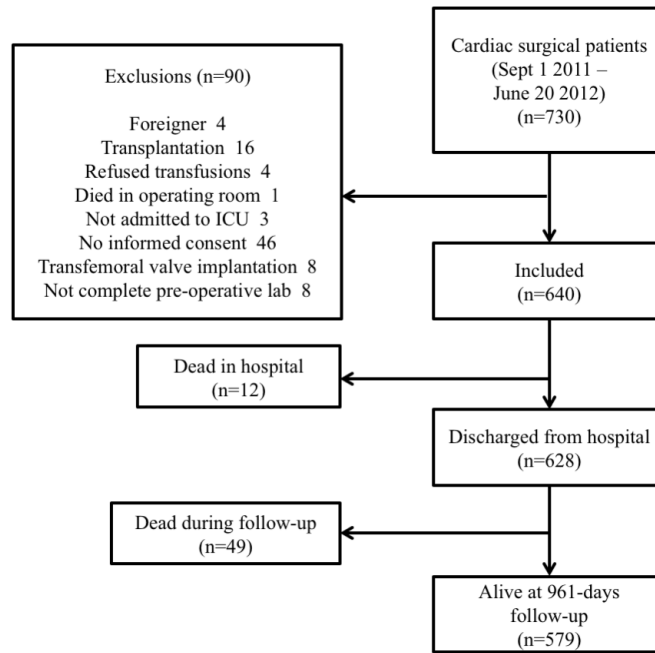 Cardiac surgical patients
(Sept 1 2011 –
June 20 2012)
(n=730)
Exclusions (n=90)
Foreigner 4
Transplantation 16
Refused transfusions 4
Died in operating room 1
Not admitted to ICU 3
No informed consent 46
Transfemoral valve implantation 8
Not complete pre-operative lab 8
Included
(n=640)
Dead in hospital
(n=12)
Discharged from hospital
(n=628)
Dead during follow-up
(n=49)
Alive at 961-days
follow-up
(n=579)